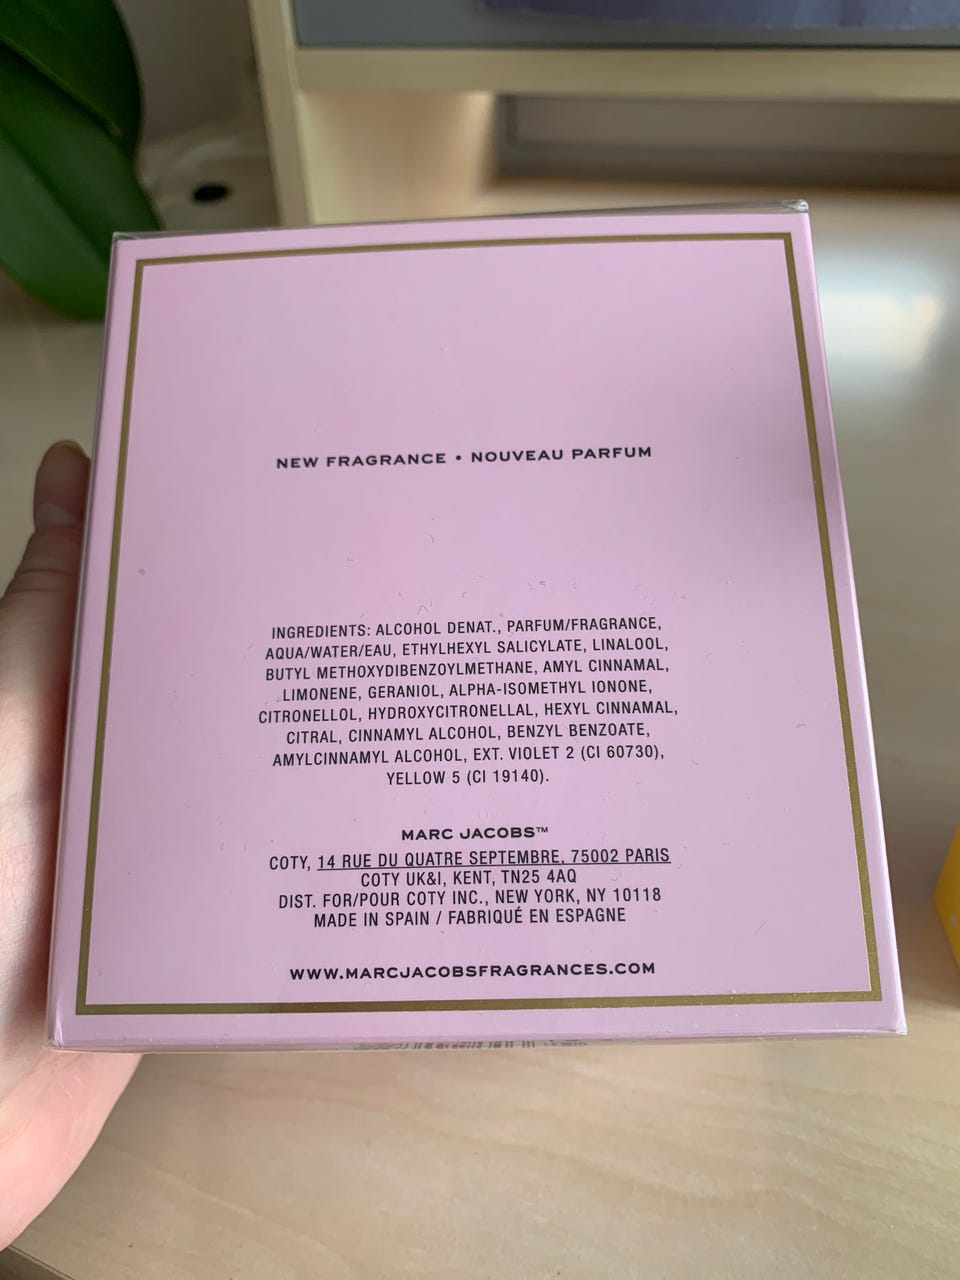 NEW FRAGRANCE • NOUVEAU PARFUM
INGREDIENTS: ALCOHOL DENAT., PARFUM/FRAGRANCE,
AQUA/WATER/EAU, ETHYLHEXYL SALICYLATE, LINALOOL,
BUTYL METHOXYDIBENZOYLMETHANE, AMYL CINNAMAL,
LIMONENE, GERANIOL, ALPHA-ISOMETHYL IONONE,
CITRONELLOL, HYDROXYCITRONELLAL, HEXYL CINNAMAL,
CITRAL, CINNAMYL ALCOHOL, BENZYL BENZOATE,
AMYLCINNAMYL ALCOHOL, EXT. VIOLET 2 (CI 60730),
YELLOW 5 (CI 19140).
MARC JACOBS™
COTY, 14 RUE DU QUATRE SEPTEMBRE, 75002 PARIS
COTY UK&I, KENT, TN25 4AQ
DIST. FOR/POUR COTY INC., NEW YORK, NY 10118
MADE IN SPAIN / FABRIQUÉ EN ESPAGNE
WWW.MARCJACOBSFRAGRANCES.COM